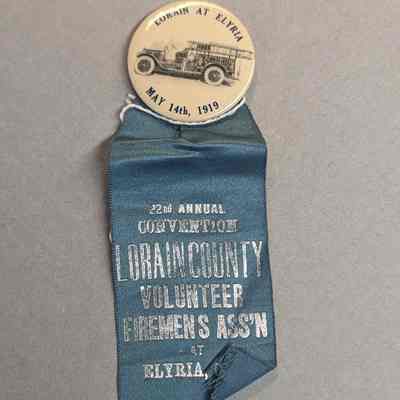 LORAIN AT ELYRIA
MAY 14th, 1919
22nd ANNUAL
CONVENTION
LORAIN COUNTY
VOLUNTEER
FIREMENS ASS'N
AT
ELYRIA,